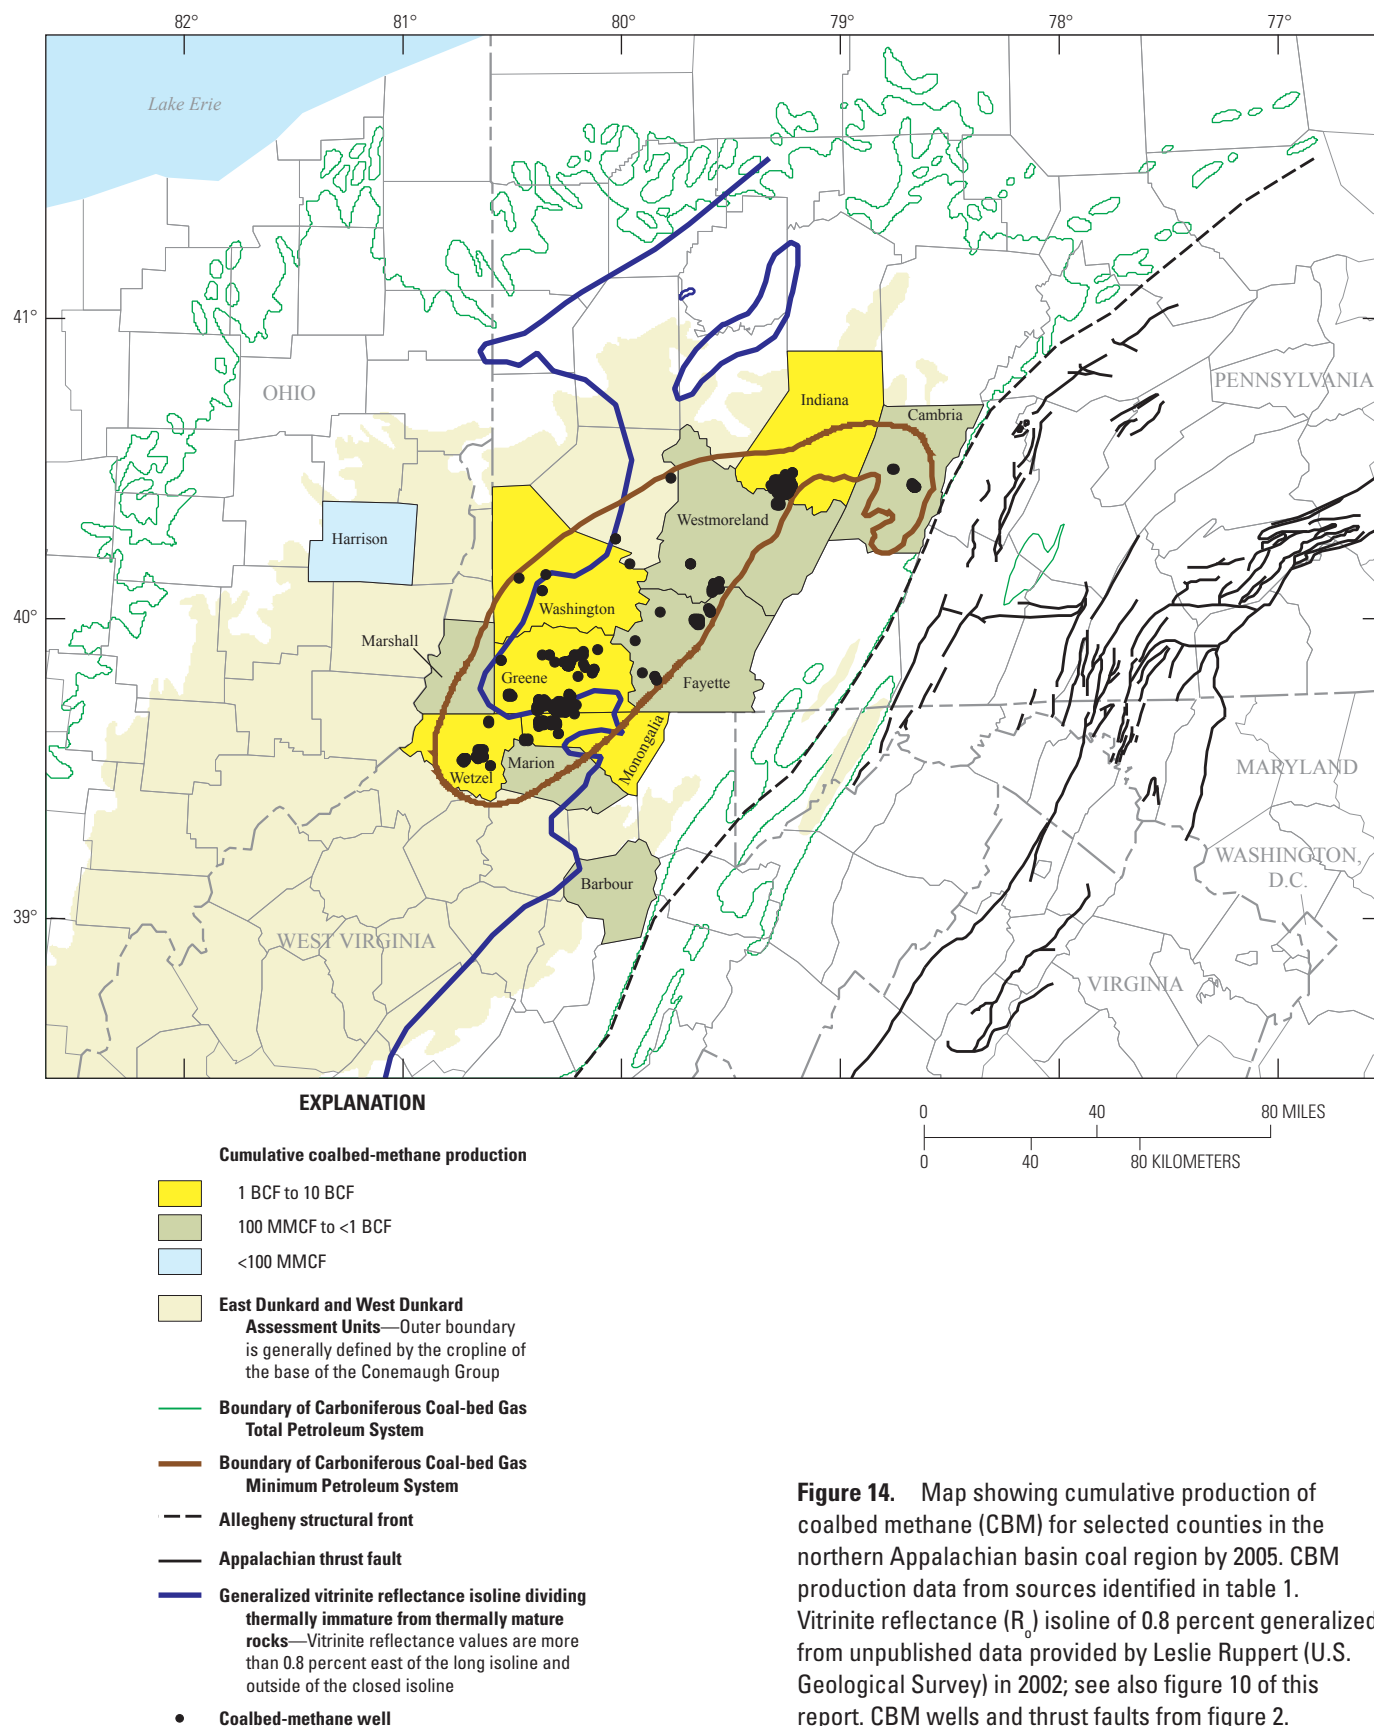 82°
81°
80°
79°
78°
77°
Lake Erie
41°
OHIO
PENNSYLVANIA
Indiana
Cambria
Harrison
Westmoreland
40°
Washington
Marshall
Greene
Fayette
Monongalia
Marion
Wetzel
MARYLAND
WASHINGTON,
D.C.
Barbour
39°
WEST VIRGINIA
VIRGINIA
EXPLANATION
Cumulative coalbed-methane production
1 BCF to 10 BCF
100 MMCF to <1 BCF
<100 MMCF
East Dunkard and West Dunkard
Assessment Units—Outer boundary
is generally defined by the cropline of
the base of the Conemaugh Group
Boundary of Carboniferous Coal-bed Gas
Total Petroleum System
Boundary of Carboniferous Coal-bed Gas
Minimum Petroleum System
Allegheny structural front
Appalachian thrust fault
Generalized vitrinite reflectance isoline dividing
thermally immature from thermally mature
rocks—Vitrinite reflectance values are more
than 0.8 percent east of the long isoline and
outside of the closed isoline
Coalbed-methane well
0 40 80 MILES
0 40 80 KILOMETERS
Figure 14. Map showing cumulative production of
coalbed methane (CBM) for selected counties in the
northern Appalachian basin coal region by 2005. CBM
production data from sources identified in table 1.
Vitrinite reflectance (Ro) isoline of 0.8 percent generalized
from unpublished data provided by Leslie Ruppert (U.S.
Geological Survey) in 2002; see also figure 10 of this
report. CBM wells and thrust faults from figure 2.